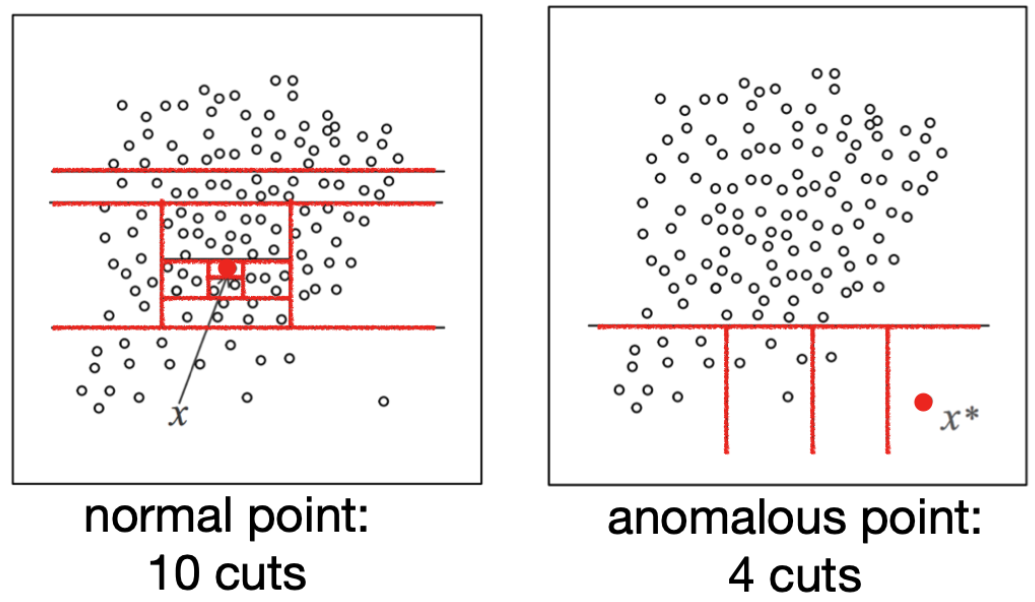 x
x*
normal point:
10 cuts
anomalous point:
4 cuts